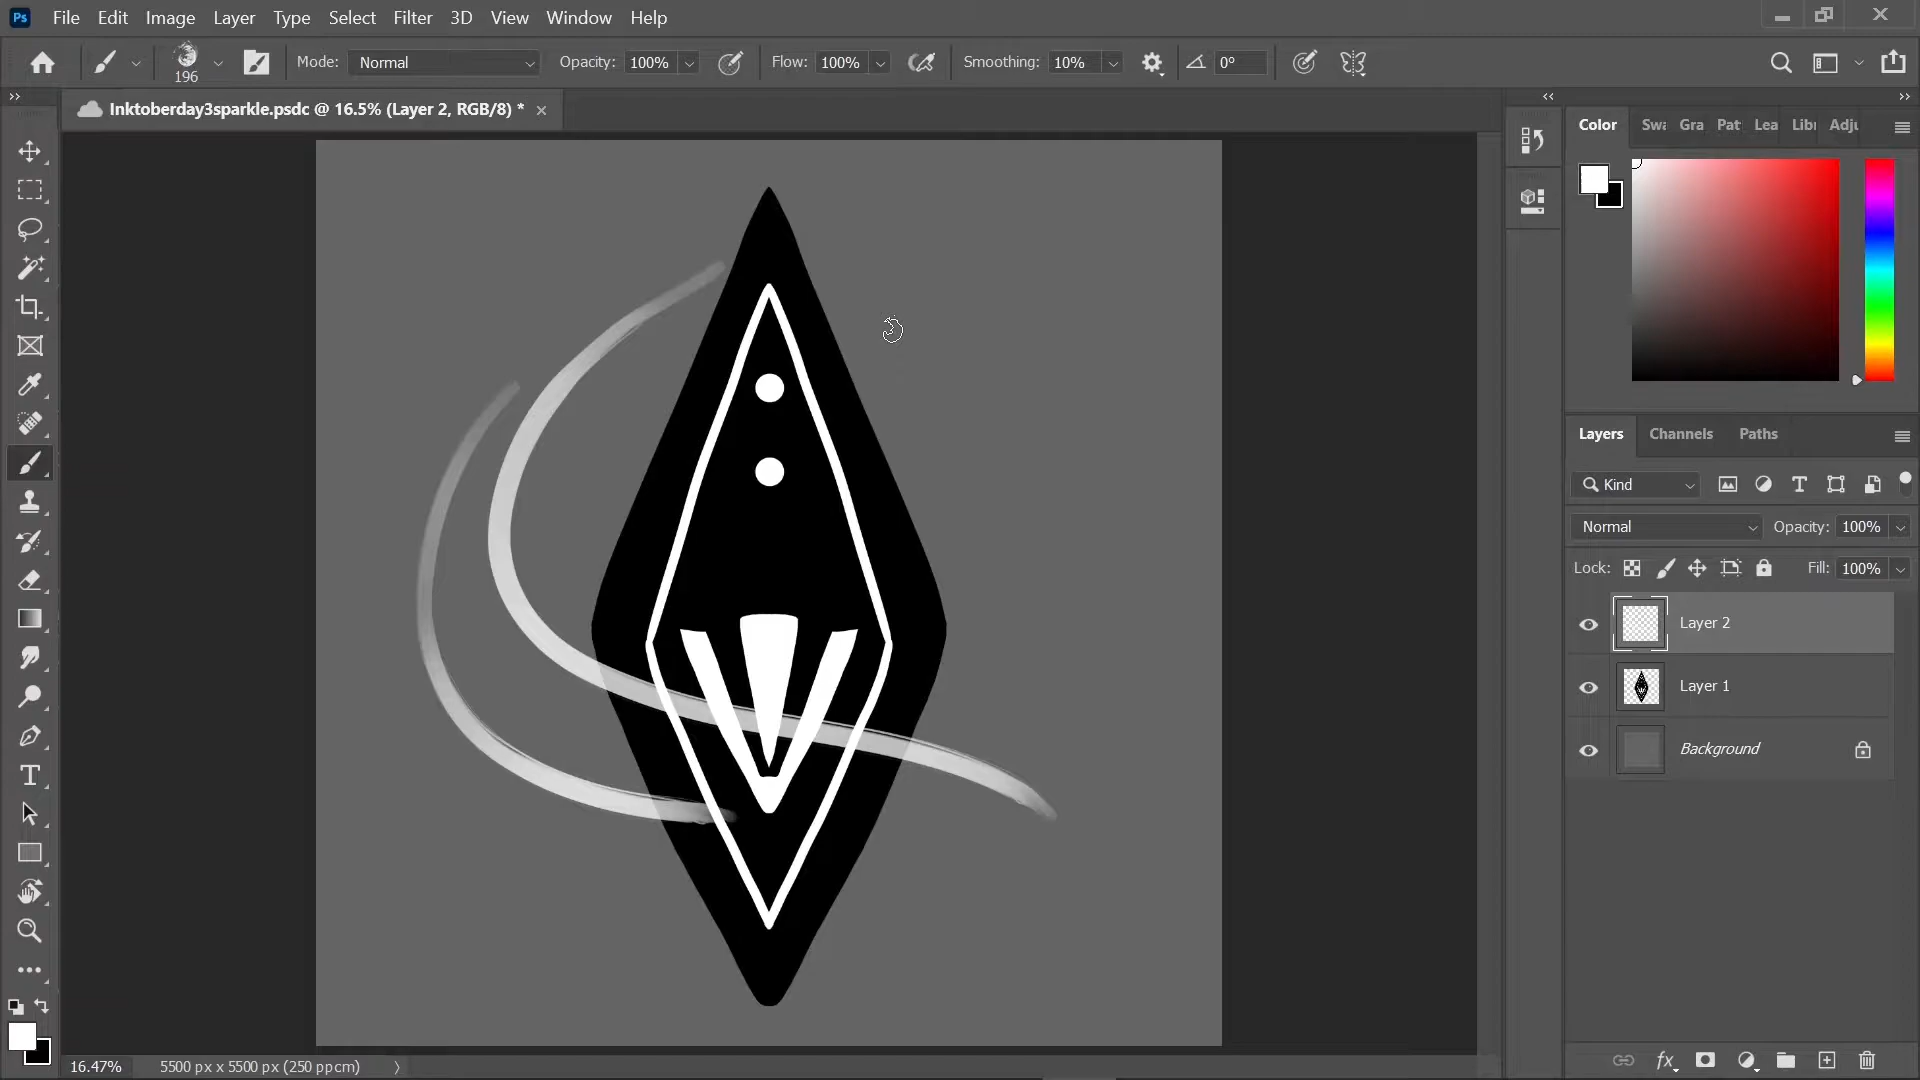 Ps File Edit Image Layer Type Select Filter 3D View Window Help
196 Mode: Normal Opacity: 100% Flow: 100% Smoothing: 10% 0°
Inktoberday3sparkle.psdc @ 16.5% (Layer 2, RGB/8) *
Color Swa Gra Pat Lea Libi Adju
Layers Channels Paths
Kind
Normal Opacity: 100%
Lock: Fill: 100%
Layer 2
Layer 1
Background
16.47% 5500 px x 5500 px (250 ppcm)